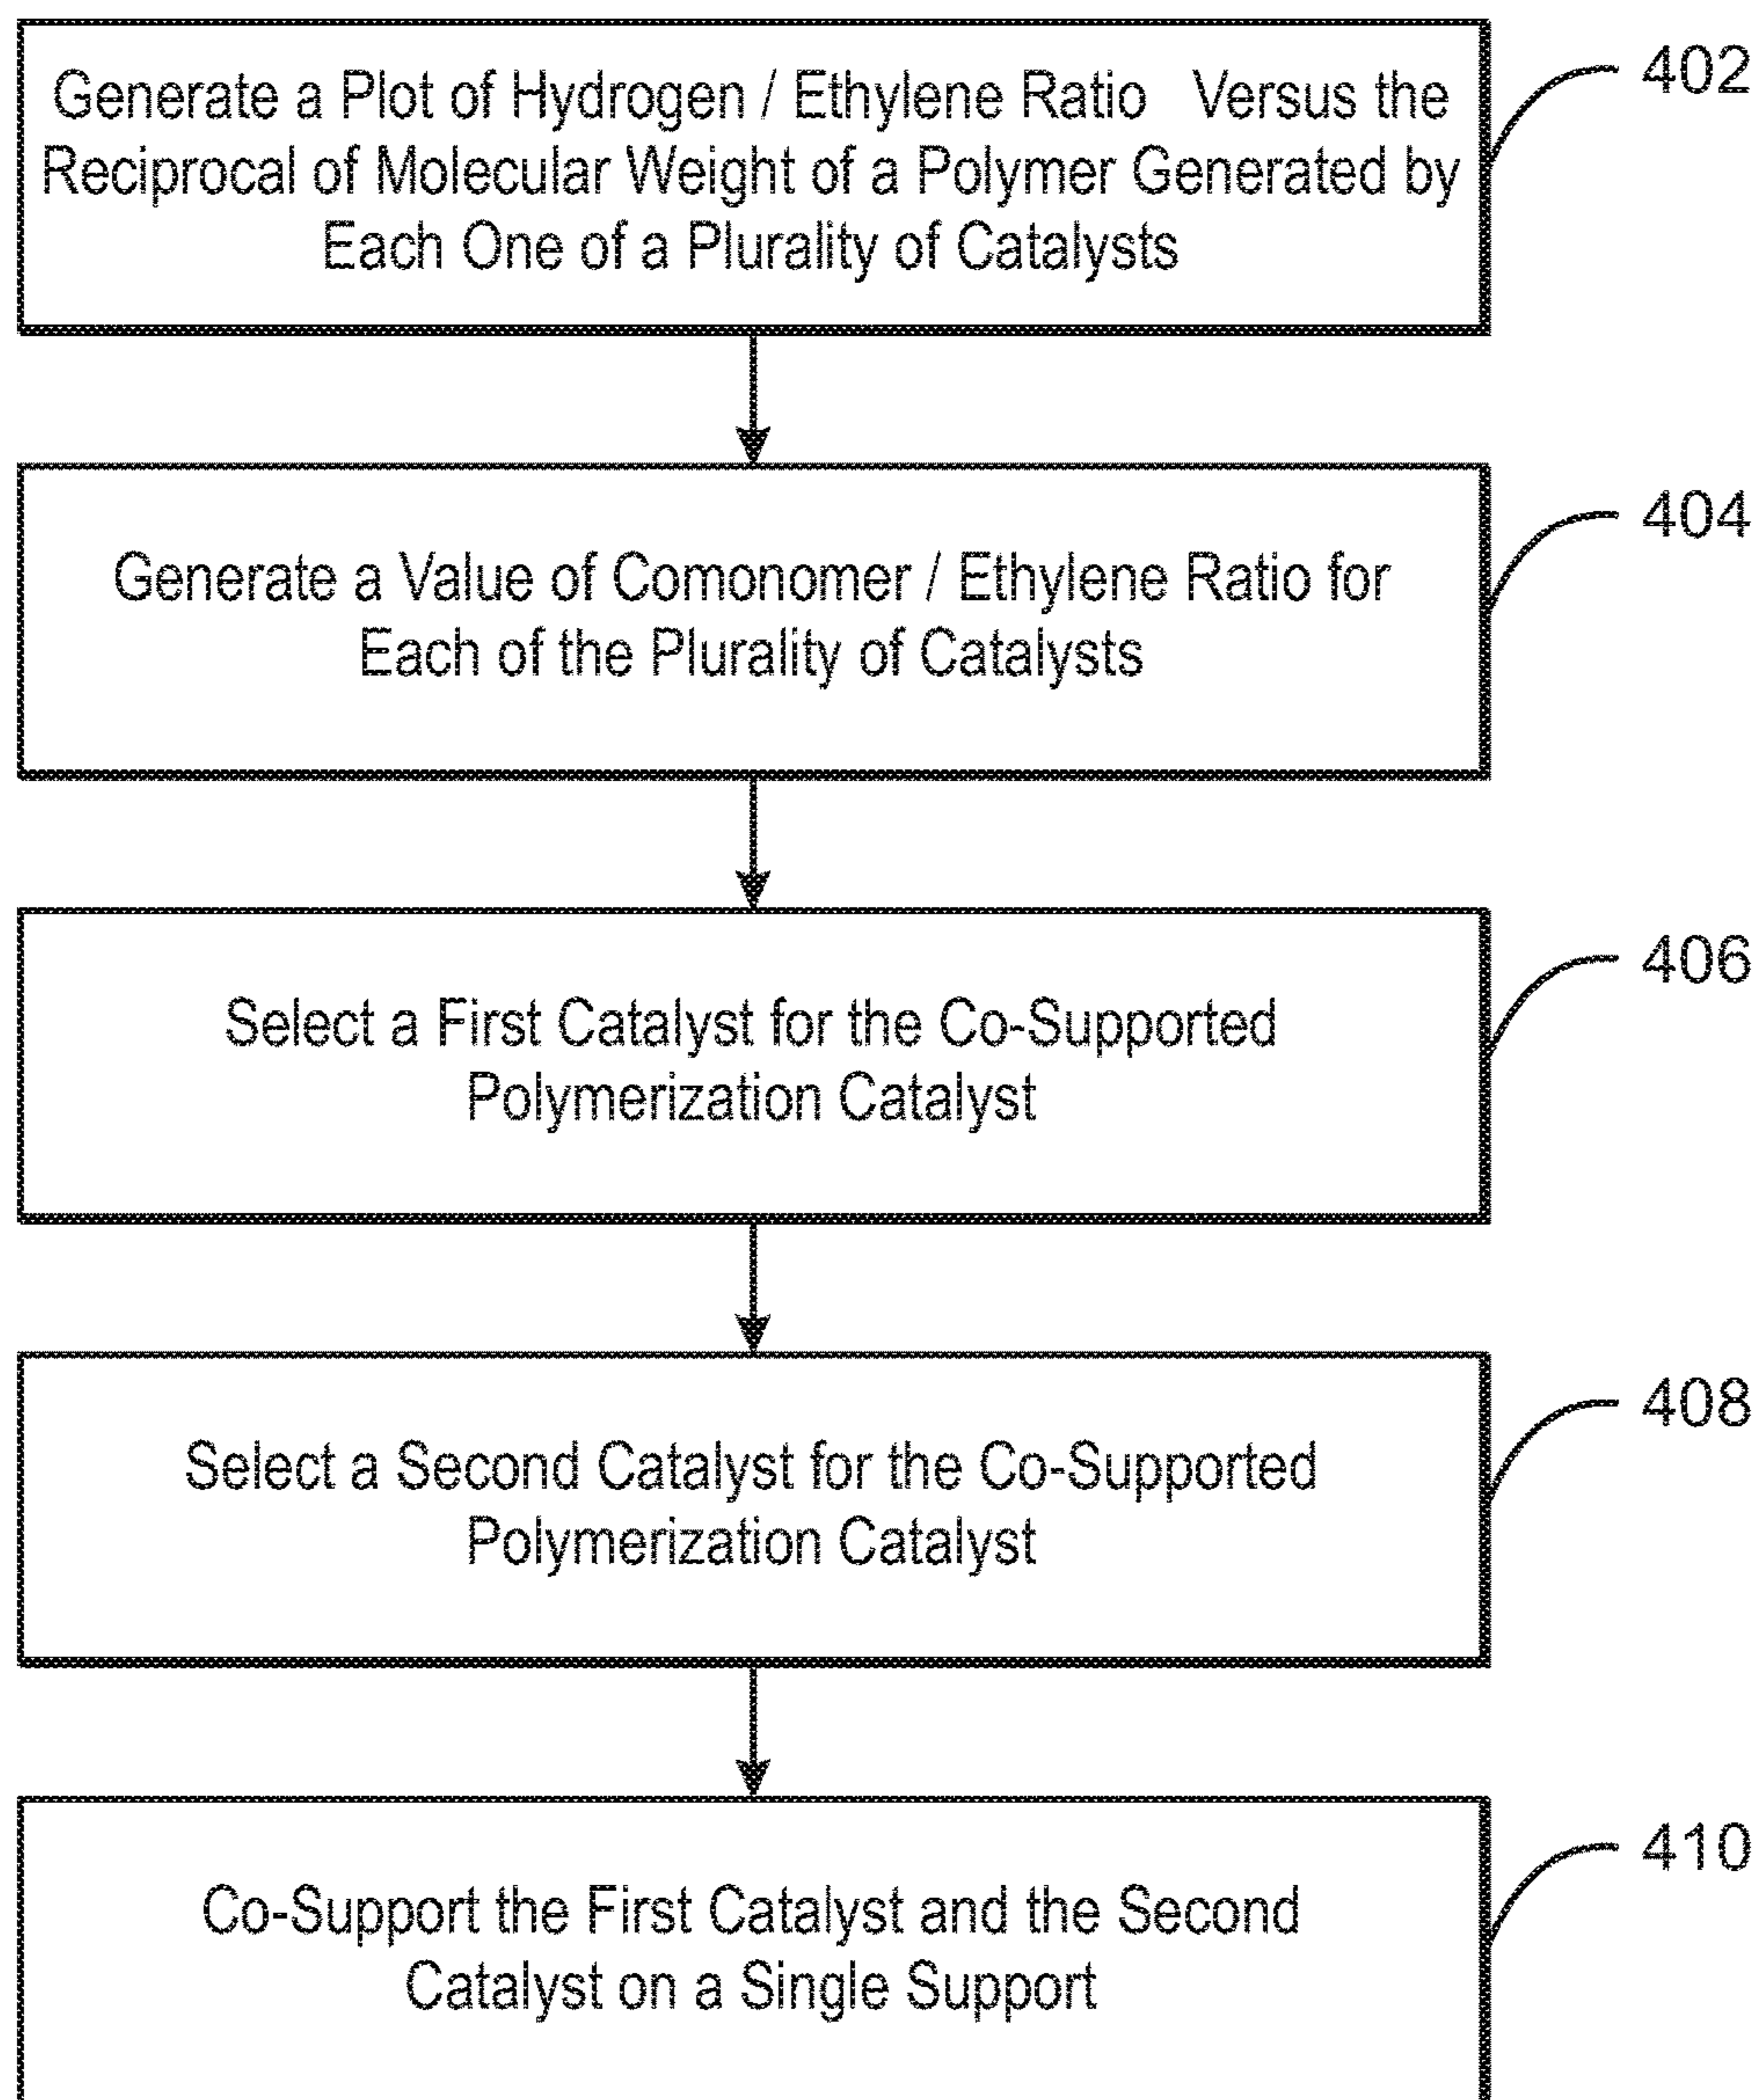 Generate a Plot of Hydrogen / Ethylene Ratio Versus the
Reciprocal of Molecular Weight of a Polymer Generated by
Each One of a Plurality of Catalysts
402
Generate a Value of Comonomer / Ethylene Ratio for
Each of the Plurality of Catalysts
404
Select a First Catalyst for the Co-Supported
Polymerization Catalyst
406
Select a Second Catalyst for the Co-Supported
Polymerization Catalyst
408
Co-Support the First Catalyst and the Second
Catalyst on a Single Support
410